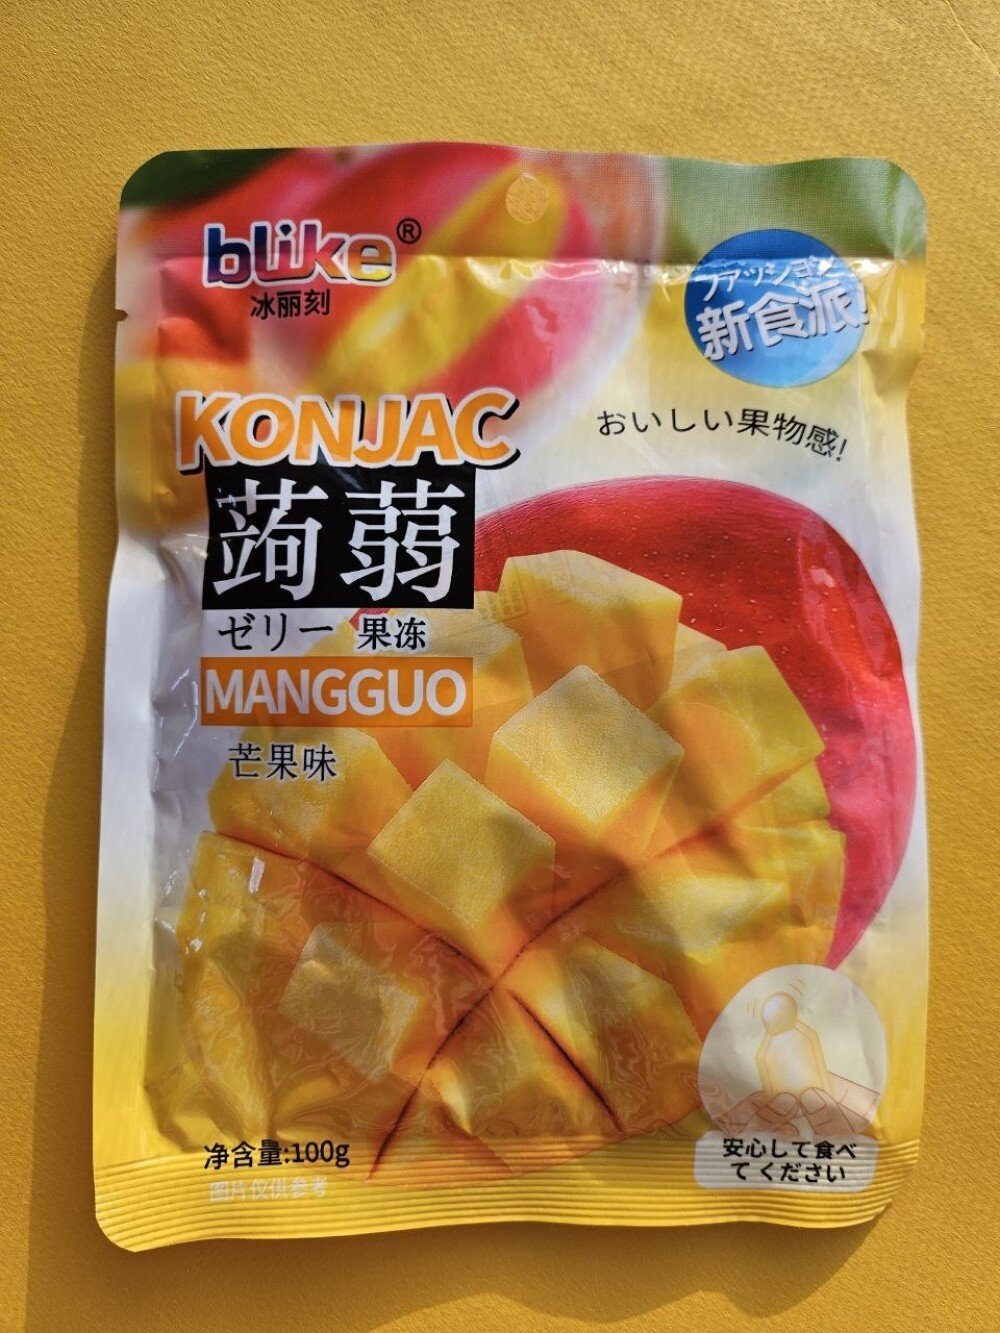 blike®
冰丽刻
ファッション
新食派!
おいしい果物感!
KONJAC
蒟蒻
ゼリー 果冻
MANGGUO
芒果味
净含量:100g
图片仅供参考
安心して食べ
てください